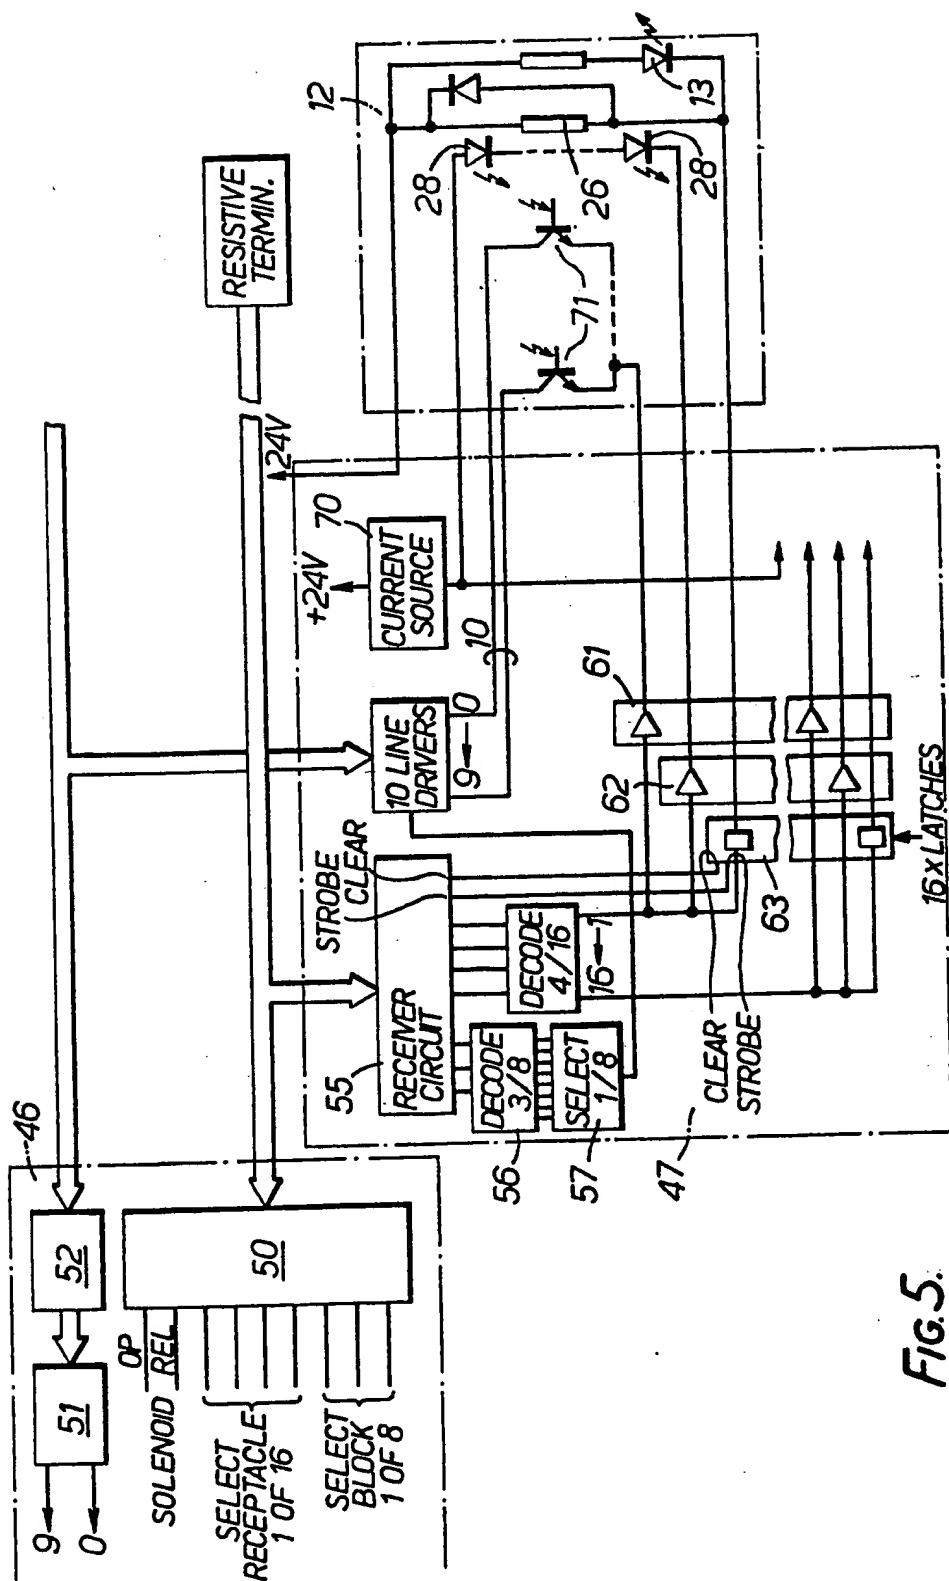 46
52
51
9
0
50
OP
SOLENOID REL
SELECT
RECEPTACLE
1 OF 16
SELECT
BLOCK
1 OF 8
RESISTIVE
TERMIN.
24V
+24V
70
CURRENT
SOURCE
10 LINE
DRIVERS
9
0
10
STROBE
CLEAR
55
RECEIVER
CIRCUIT
DECODE
3/8
56
SELECT
1/8
57
DECODE
4/16
16
1
61
62
63
CLEAR
STROBE
47
16 x LATCHES
12
28
28
26
13
71
71
FIG.5.